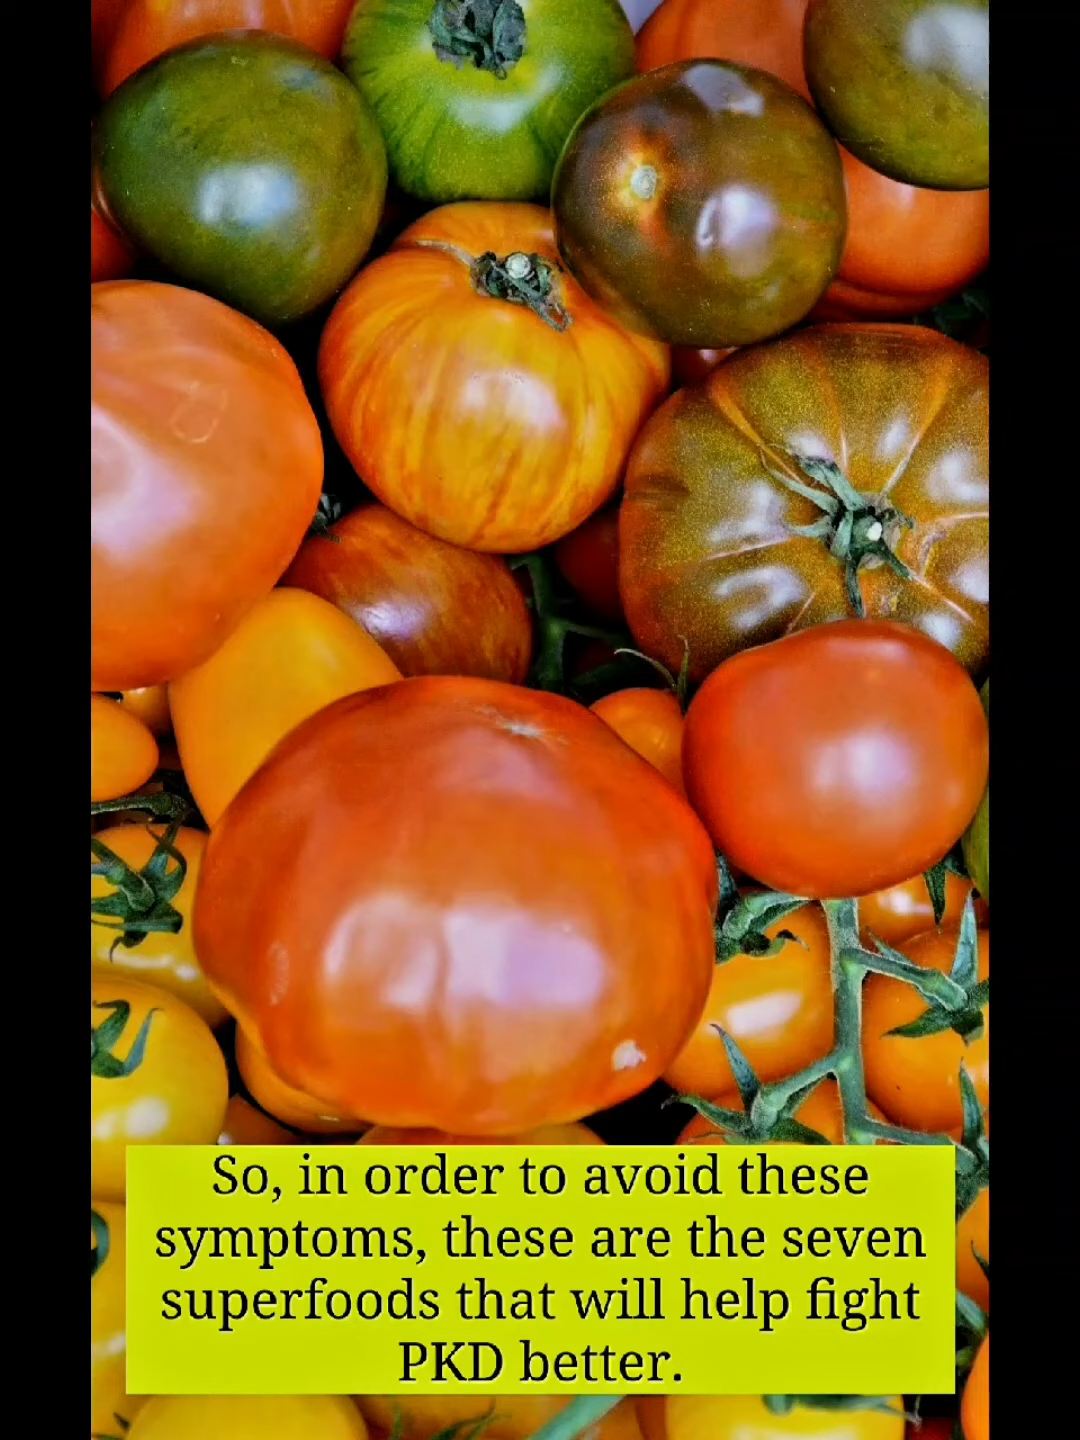 So, in order to avoid these
symptoms, these are the seven
superfoods that will help fight
PKD better.